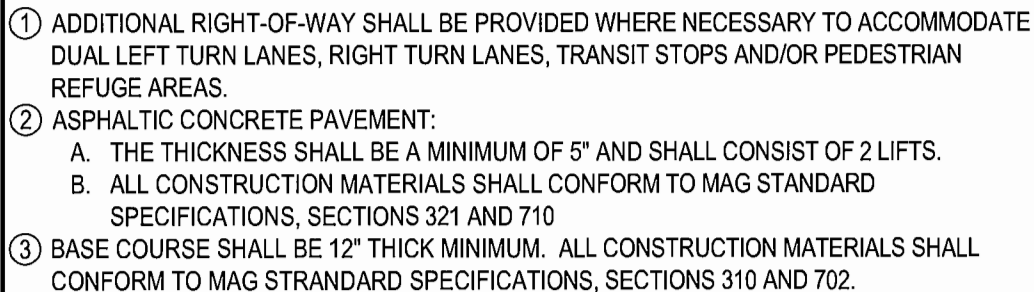 ① ADDITIONAL RIGHT-OF-WAY SHALL BE PROVIDED WHERE NECESSARY TO ACCOMMODATE
DUAL LEFT TURN LANES, RIGHT TURN LANES, TRANSIT STOPS AND/OR PEDESTRIAN
REFUGE AREAS.
② ASPHALTIC CONCRETE PAVEMENT:
A. THE THICKNESS SHALL BE A MINIMUM OF 5" AND SHALL CONSIST OF 2 LIFTS.
B. ALL CONSTRUCTION MATERIALS SHALL CONFORM TO MAG STANDARD
SPECIFICATIONS, SECTIONS 321 AND 710
③ BASE COURSE SHALL BE 12" THICK MINIMUM. ALL CONSTRUCTION MATERIALS SHALL
CONFORM TO MAG STRANDARD SPECIFICATIONS, SECTIONS 310 AND 702.